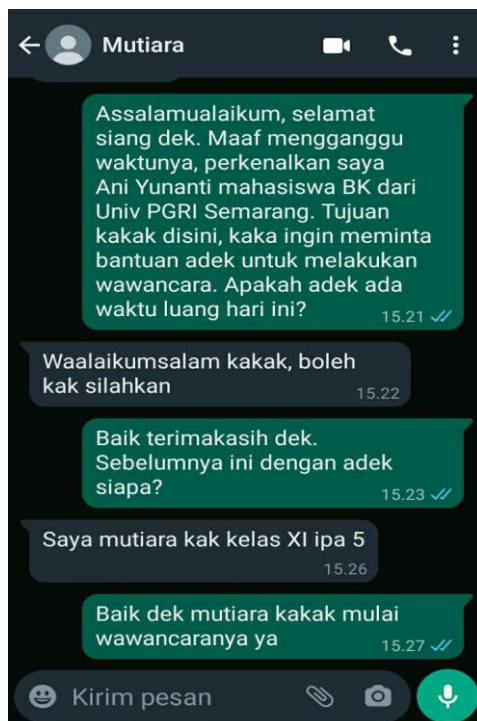 Mutiara
Assalamualaikum, selamat
siang dek. Maaf mengganggu
waktunya, perkenalkan saya
Ani Yunanti mahasiswa BK dari
Univ PGRI Semarang. Tujuan
kakak disini, kaka ingin meminta
bantuan adek untuk melakukan
wawancara. Apakah adek ada
waktu luang hari ini?
15.21
Waalaikumsalam kakak, boleh
kak silahkan
15.22
Baik terimakasih dek.
Sebelumnya ini dengan adek
siapa?
15.23
Saya mutiara kak kelas XI ipa 5
15.26
Baik dek mutiara kakak mulai
wawancaranya ya
15.27
Kirim pesan